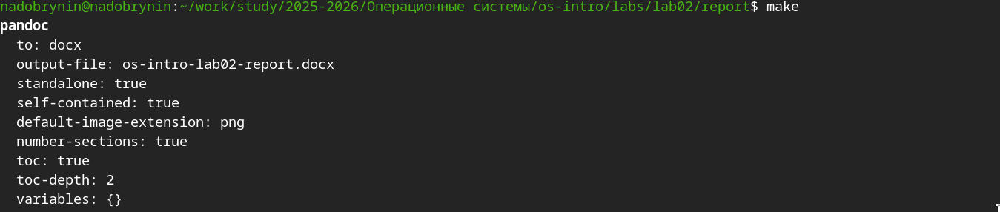 nadobrynin@nadobrynin:~/work/study/2025-2026/Операционные системы/os-intro/labs/lab02/report$ make
pandoc
  to: docx
  output-file: os-intro-lab02-report.docx
  standalone: true
  self-contained: true
  default-image-extension: png
  number-sections: true
  toc: true
  toc-depth: 2
  variables: {}